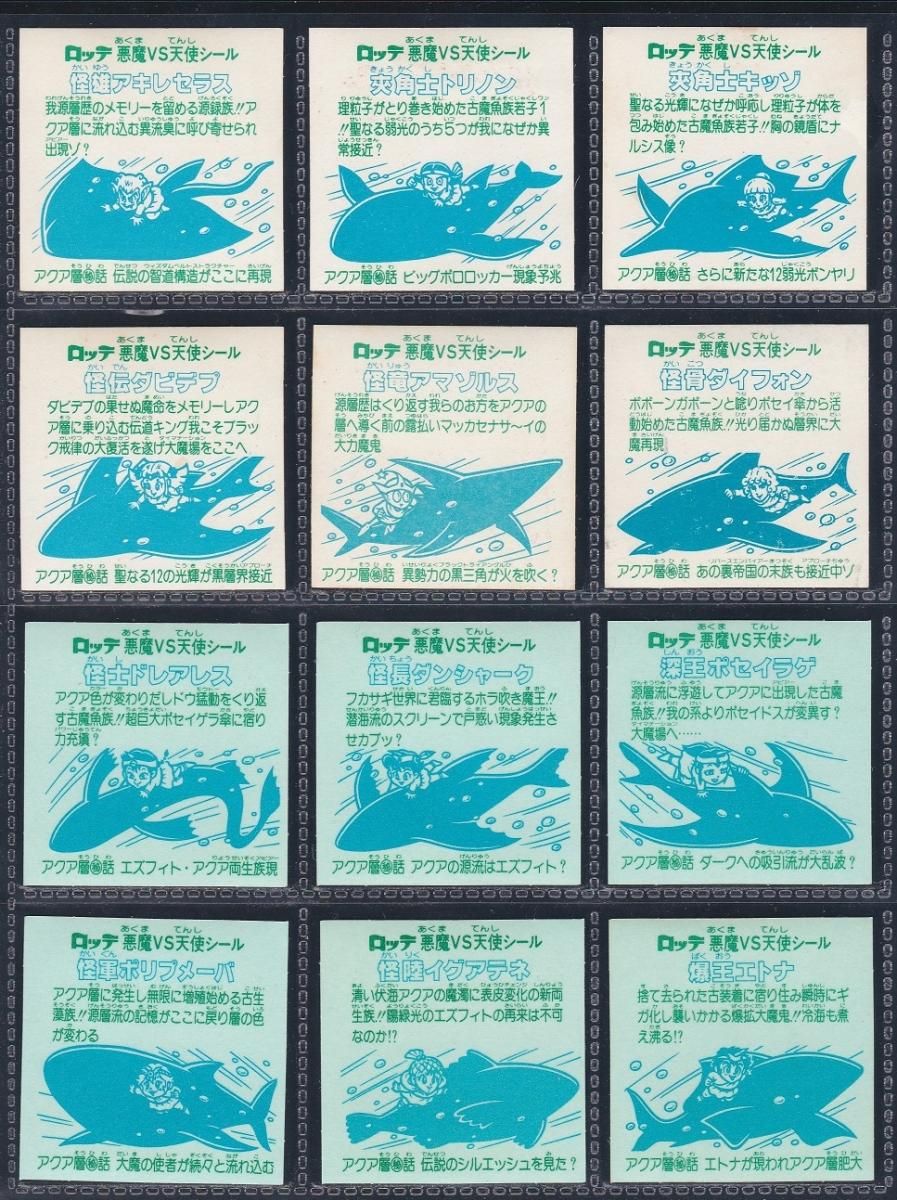 ロッテ 悪魔VS天使シール
怪雄アキレセラス
我源層歴のメモリーを留める源録族!!ア
クア層に流れ込む異流臭に呼び寄せられ
出現ゾ?
アクア層㊙話 伝説の智道構造がここに再現
ロッテ 悪魔VS天使シール
夾角士トリノン
理粒子がとり巻き始めた古魔魚族若子1
!!聖なる弱光のうち5つが我になぜか異
常接近?
アクア層㊙話 ビッグポロロッカー現象予兆
ロッテ 悪魔VS天使シール
夾角士キッソ
聖なる光輝になぜか呼応し理粒子が体を
包み始めた古魔魚族若子!!胸の鏡盾にナ
ルシス像?
アクア層㊙話 さらに新たな12弱光ボンヤリ
ロッテ 悪魔VS天使シール
怪伝ダビデプ
ダビデプの果せぬ魔命をメモリーしアク
ア層に乗り込む伝道キング我こそブラッ
ク戒律の大復活を遂げ大魔場をここへ
アクア層㊙話 聖なる12の光輝が黒層界接近
ロッテ 悪魔VS天使シール
怪竜アマゾルス
源層歴はくり返す我らのお方をアクアの
層へ導く前の露払いマッカセナサ〜イの
大力魔鬼
アクア層㊙話 異勢力の黒三角が火を吹く?
ロッテ 悪魔VS天使シール
怪骨ダイフォン
ボボーンガボーンと唸りポセイ傘から活
動始めた古魔魚族!!光り届かぬ層界に大
魔再現
アクア層㊙話 あの裏帝国の末族も接近中ゾ
ロッテ 悪魔VS天使シール
怪士ドレアレス
アクア色が変わりだしドウ猛動をくり返
す古魔魚族!!超巨大ポセイゲラ傘に宿り
力充填?
アクア層㊙話 エズフィト・アクア両生族現
ロッテ 悪魔VS天使シール
怪長ダンシャーク
フカサギ世界に君臨するホラ吹き魔王!!
潜海流のスクリーンで戸惑い現象発生さ
せカブッ?
アクア層㊙話 アクアの源流はエズフィト?
ロッテ 悪魔VS天使シール
深王ポセイラゲ
源層流に浮遊してアクアに出現した古魔
魚族!!我の系よりポセイドスが変異す?
大魔場へ……
アクア層㊙話 ダークへの吸引流が大乱波?
ロッテ 悪魔VS天使シール
怪軍ポリプメーバ
アクア層に発生し無限に増殖始める古生
藻族!!源層流の記憶がここに戻り層の色
が変わる
アクア層㊙話 大魔の使者が続々と流れ込む
ロッテ 悪魔VS天使シール
怪陸イグアテネ
清い伏海アクアの魔濁に表皮変化の新両
生族!!陽緑光のエズフィトの再来は不可
なのか!?
アクア層㊙話 伝説のシルエッシュを見た?
ロッテ 悪魔VS天使シール
爆王エトナ
捨て去られた古装着に宿り住み瞬時にギ
ガ化し襲いかかる爆拡大魔鬼!!冷海も煮
え沸る!?
アクア層㊙話 エトナが現われアクア層肥大